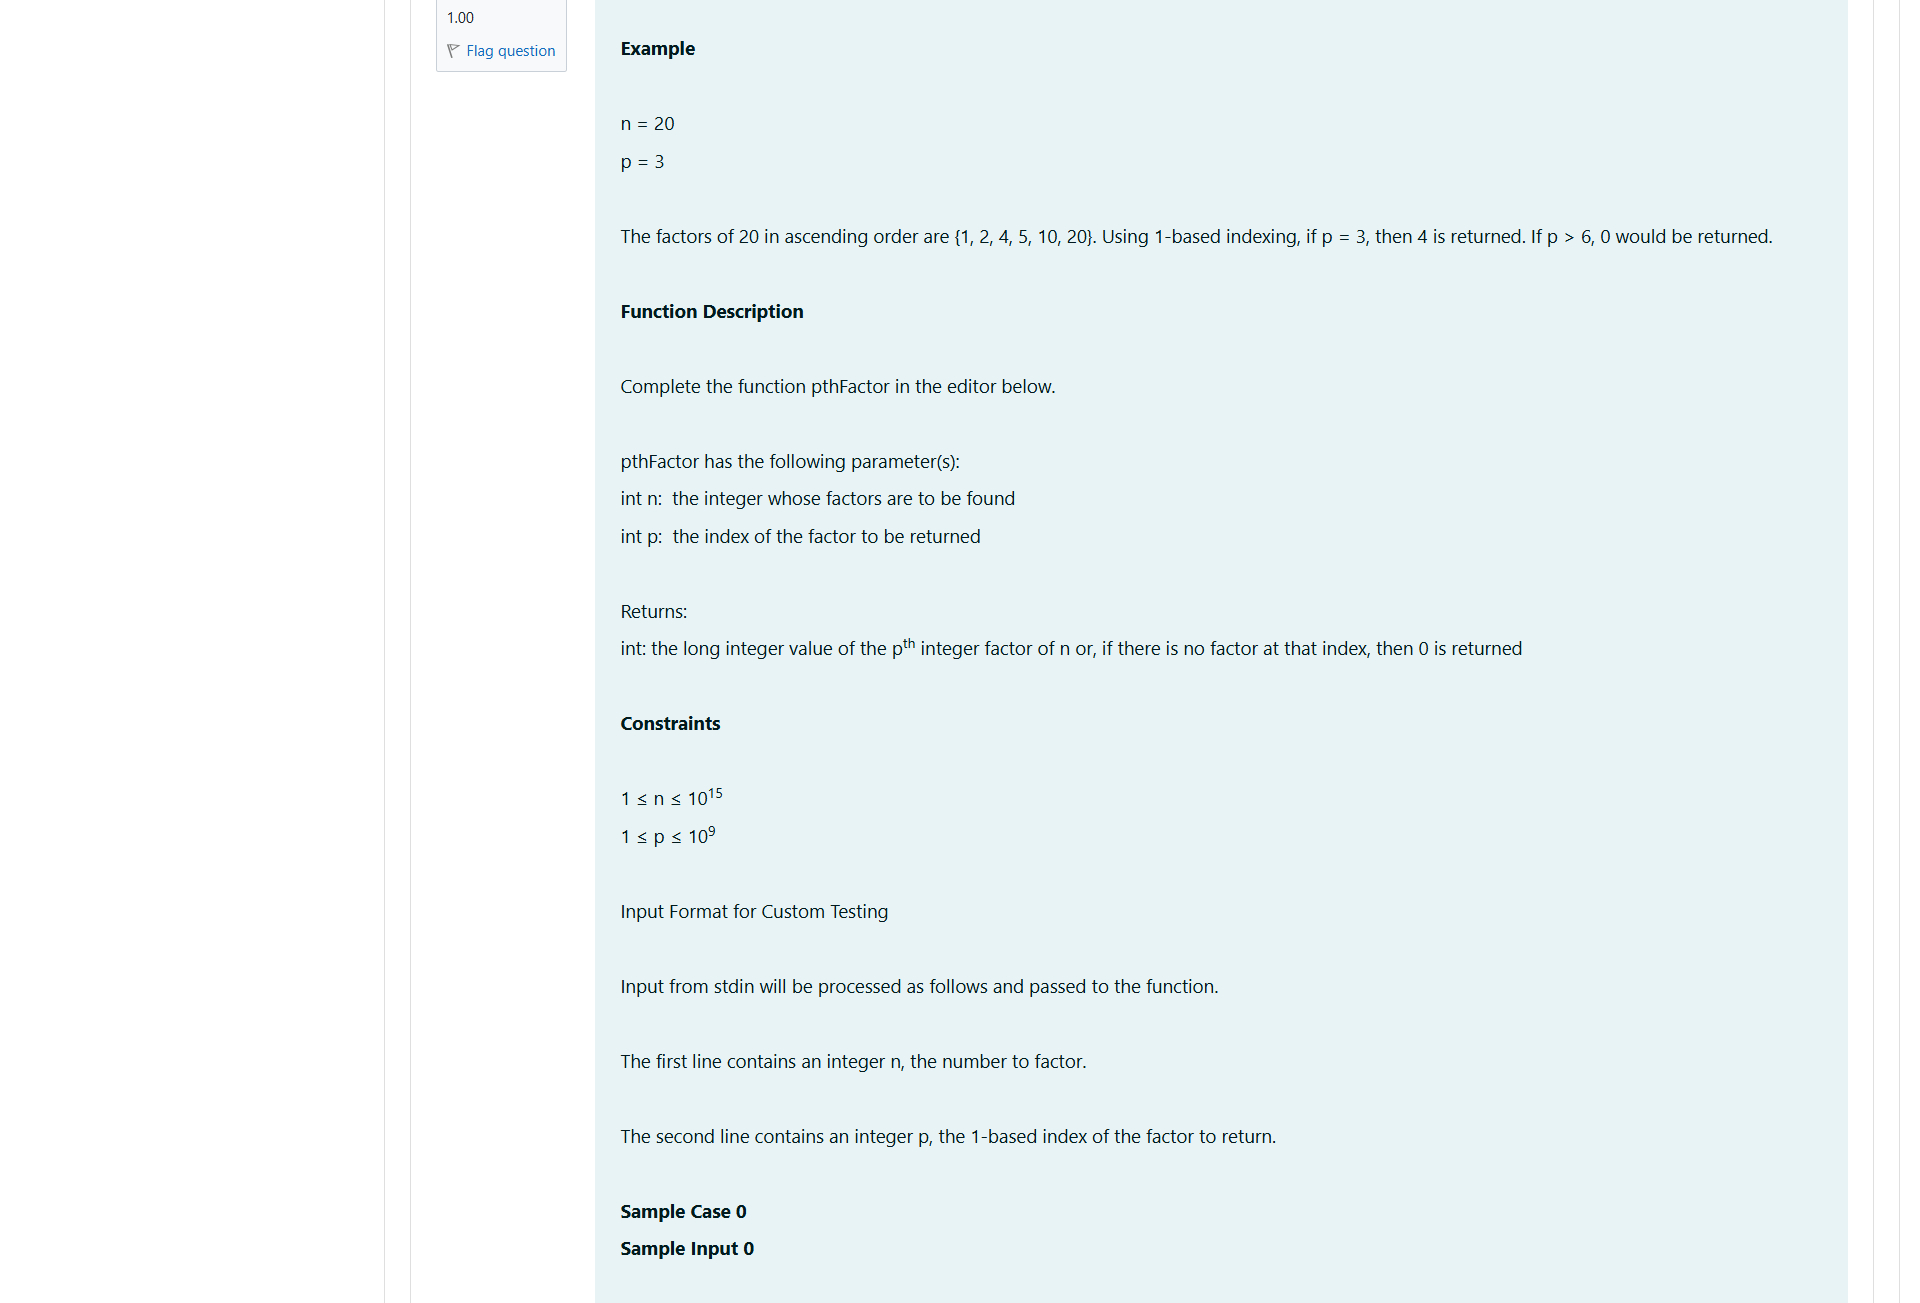 1.00
Flag question
Example
n = 20
p = 3
The factors of 20 in ascending order are {1, 2, 4, 5, 10, 20}. Using 1-based indexing, if p = 3, then 4 is returned. If p > 6, 0 would be returned.
Function Description
Complete the function pthFactor in the editor below.
pthFactor has the following parameter(s):
int n:  the integer whose factors are to be found
int p:  the index of the factor to be returned
Returns:
int: the long integer value of the pᵗʰ integer factor of n or, if there is no factor at that index, then 0 is returned
Constraints
1 ≤ n ≤ 10¹⁵
1 ≤ p ≤ 10⁹
Input Format for Custom Testing
Input from stdin will be processed as follows and passed to the function.
The first line contains an integer n, the number to factor.
The second line contains an integer p, the 1-based index of the factor to return.
Sample Case 0
Sample Input 0